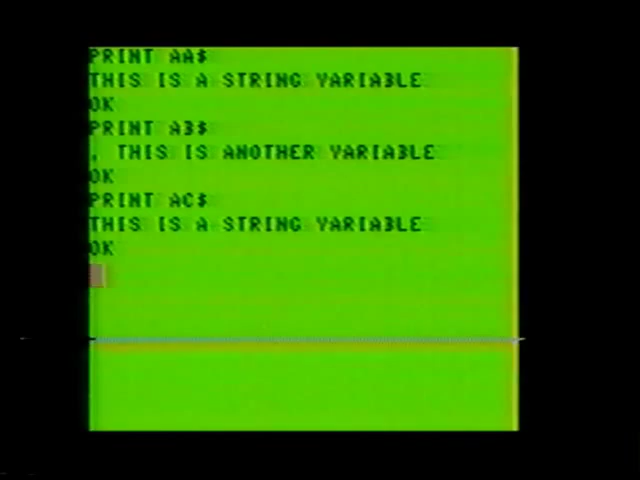 PRINT AA$
THIS IS A STRING VARIABLE
OK
PRINT AB$
, THIS IS ANOTHER VARIABLE
OK
PRINT AC$
THIS IS A STRING VARIABLE
OK